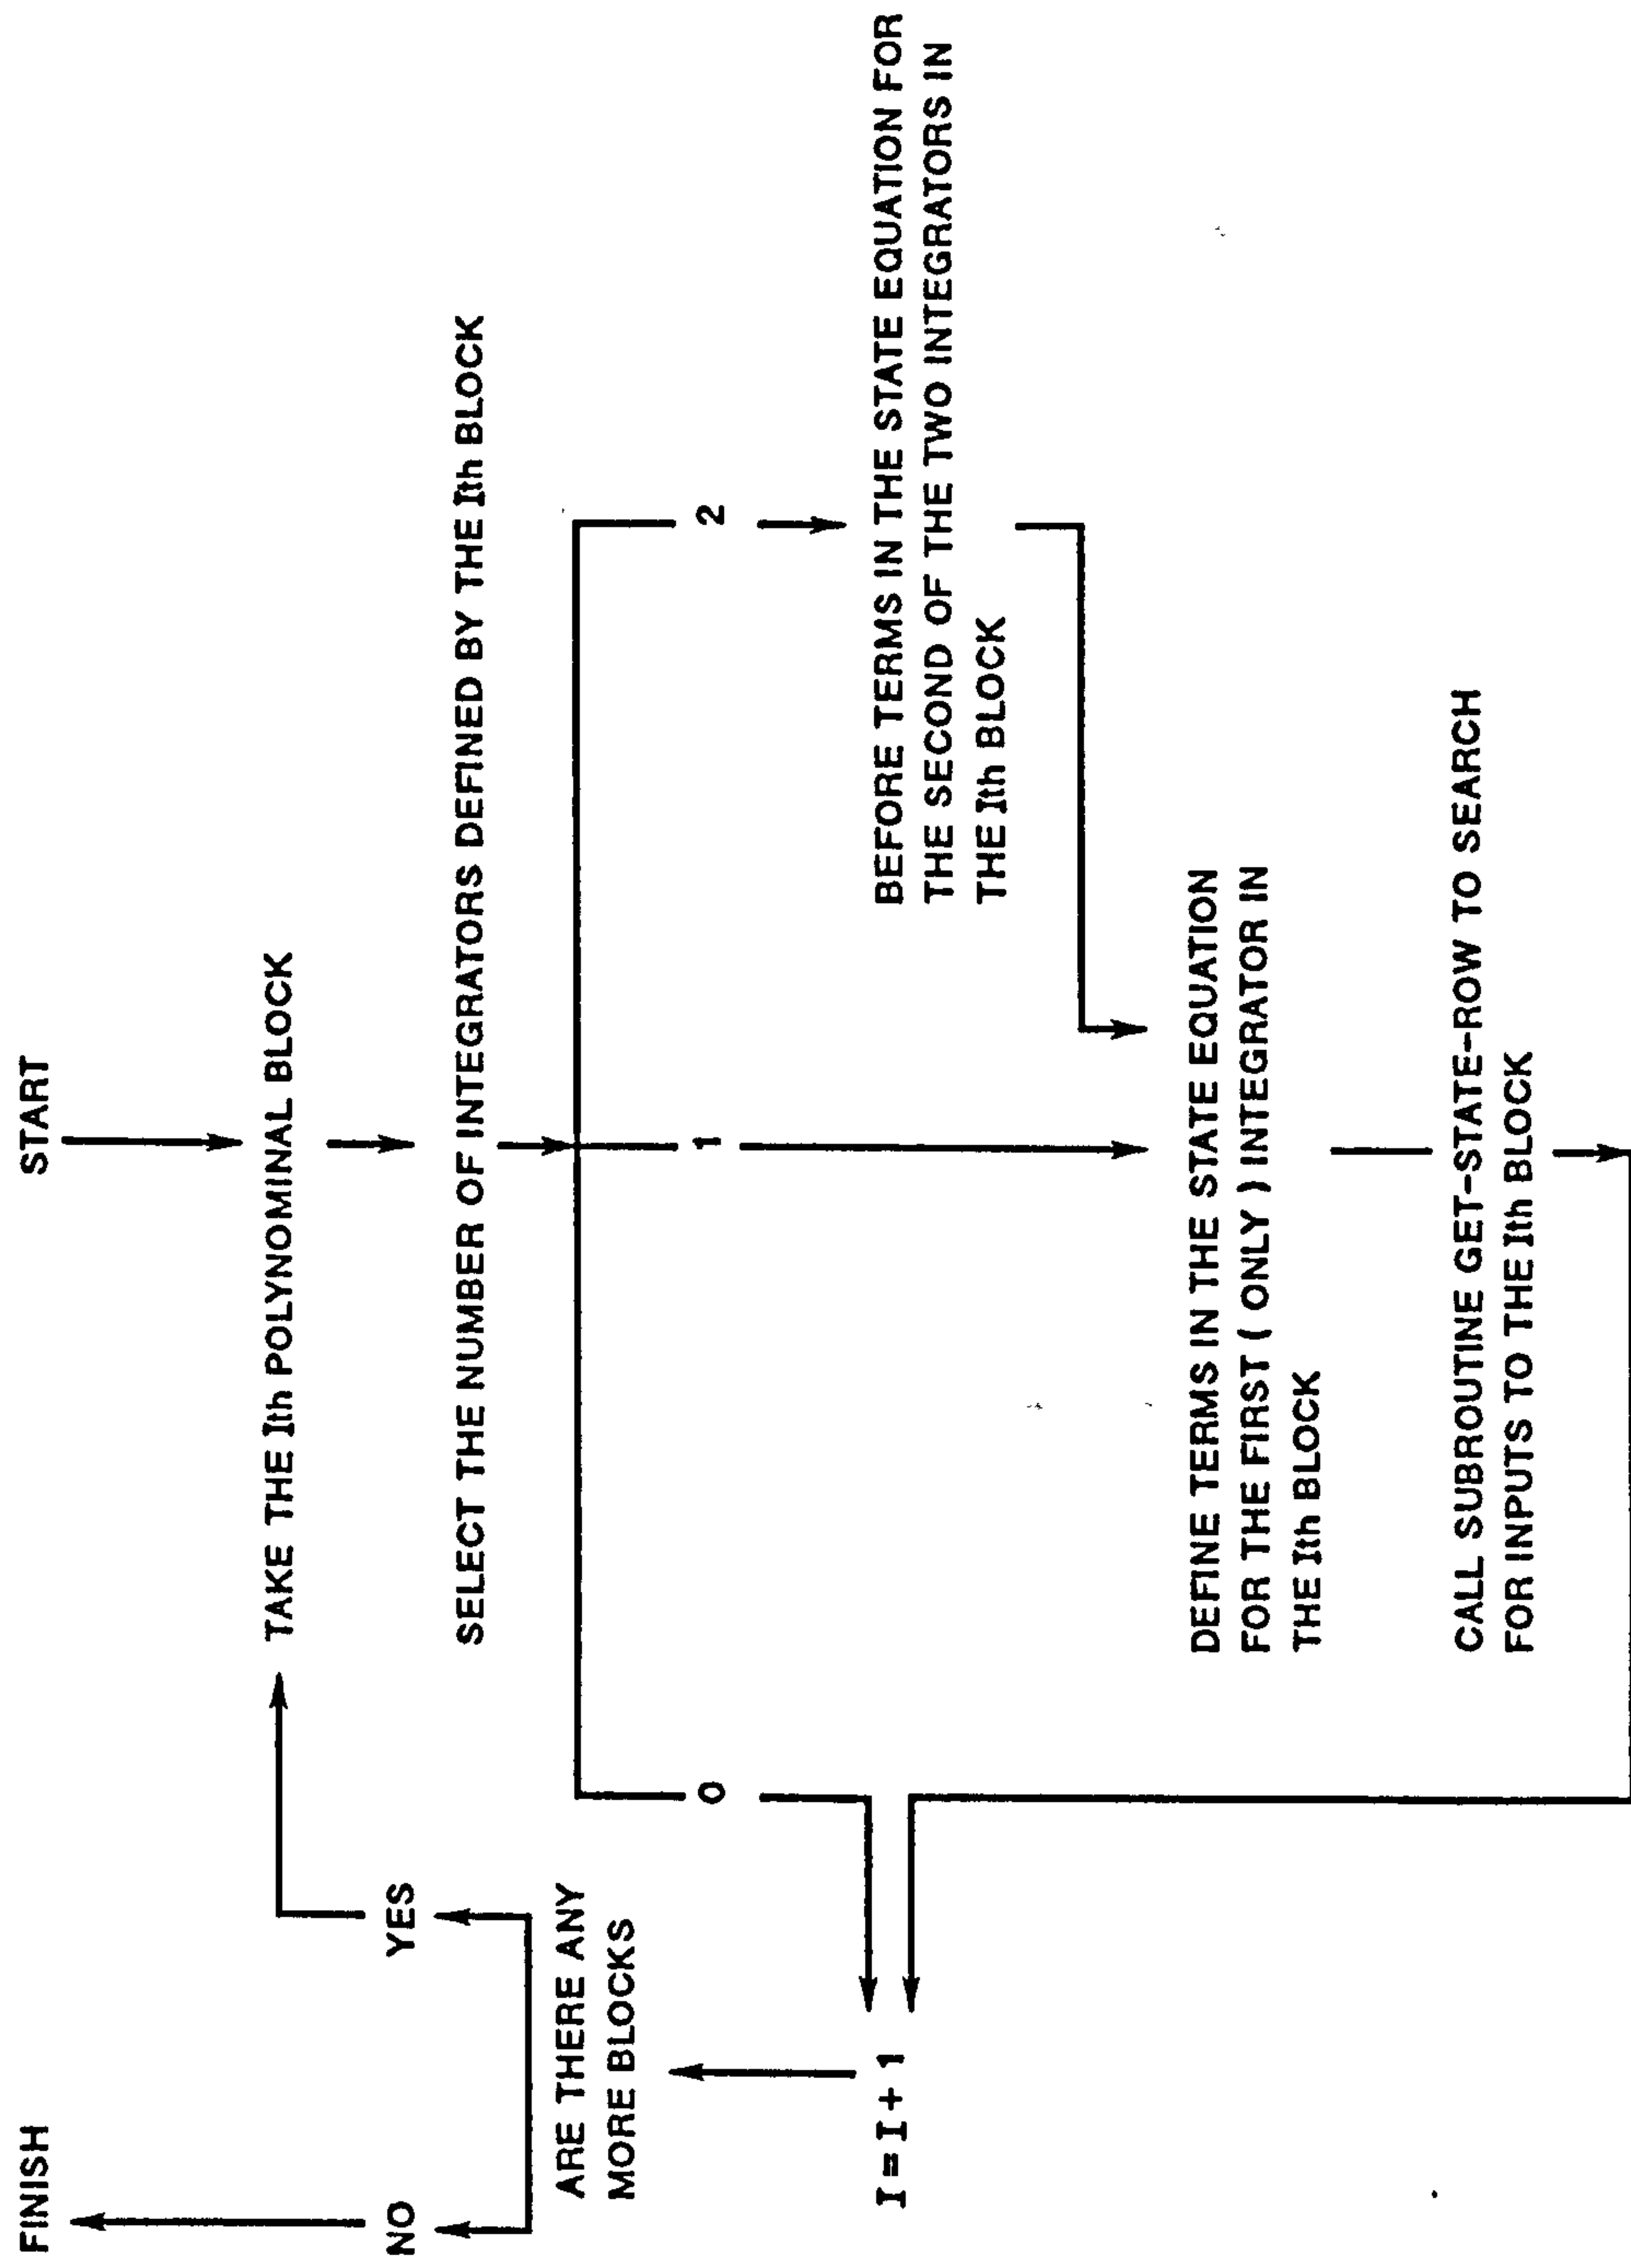 START
TAKE THE Ith POLYNOMINAL BLOCK
SELECT THE NUMBER OF INTEGRATORS DEFINED BY THE Ith BLOCK
0
1
2
BEFORE TERMS IN THE STATE EQUATION FOR
THE SECOND OF THE TWO INTEGRATORS IN
THE Ith BLOCK
DEFINE TERMS IN THE STATE EQUATION
FOR THE FIRST ( ONLY ) INTEGRATOR IN
THE Ith BLOCK
CALL SUBROUTINE GET-STATE-ROW TO SEARCH
FOR INPUTS TO THE Ith BLOCK
I = I + 1
ARE THERE ANY
MORE BLOCKS
YES
NO
FINISH